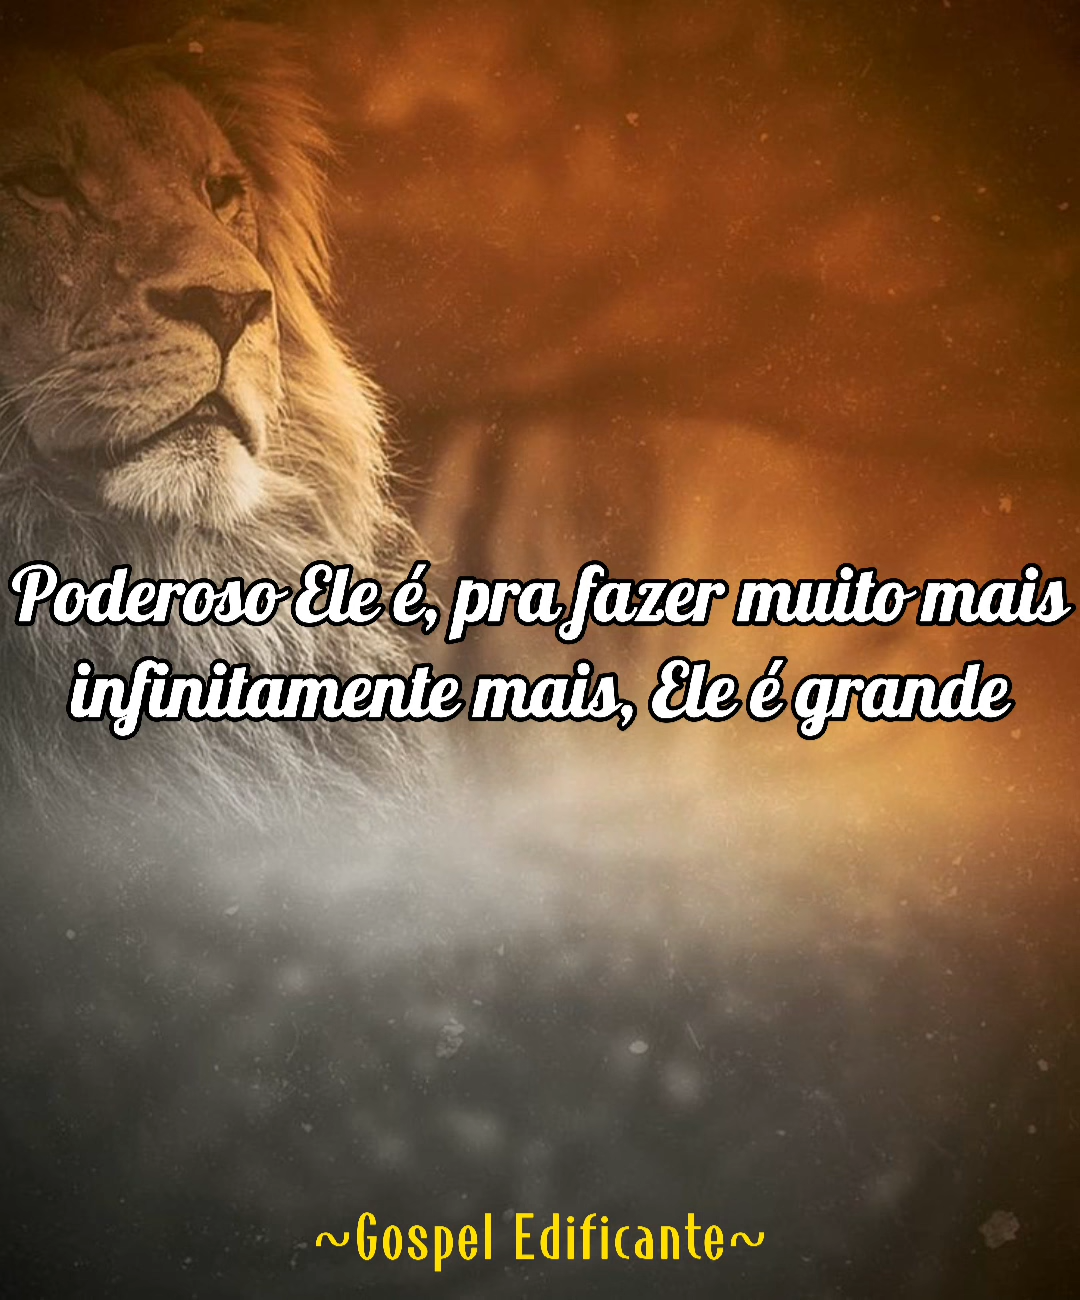 Poderoso Ele é, pra fazer muito mais
infinitamente mais, Ele é grande
~Gospel Edificante~